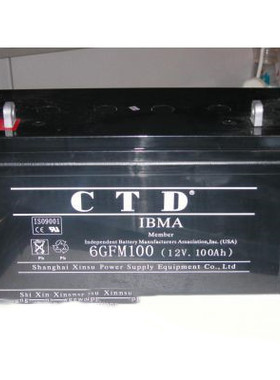 CTD®
IBMA
Member
Independent Battery Manufacturers Association, Inc. (USA)
6GFM100 (12V. 100Ah)
ISO9001
Pb Pb
Shanghai Xinsu Power Supply Equipment Co.,